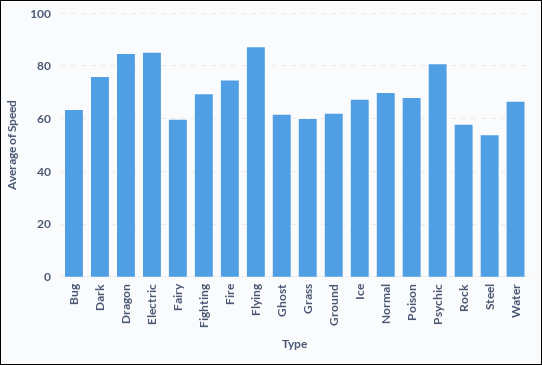 100
80
60
40
20
0
Average of Speed
Bug
Dark
Dragon
Electric
Fairy
Fighting
Fire
Flying
Ghost
Grass
Ground
Ice
Normal
Poison
Psychic
Rock
Steel
Water
Type